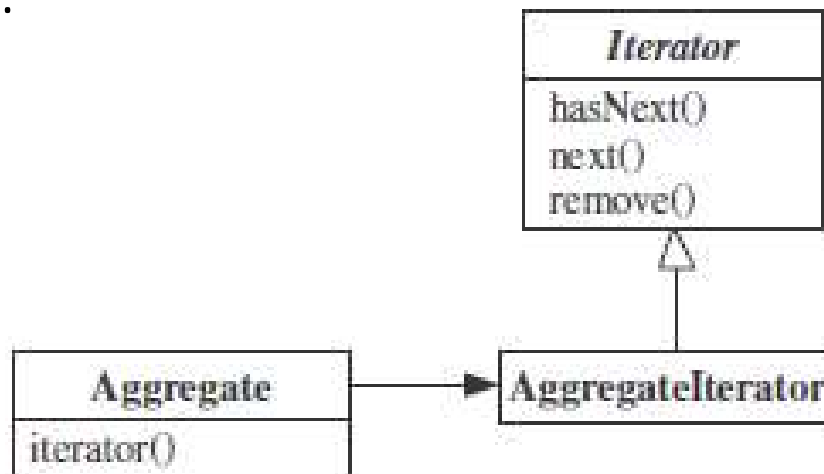 Iterator
hasNext()
next()
remove()
Aggregate
AggregateIterator
iterator()